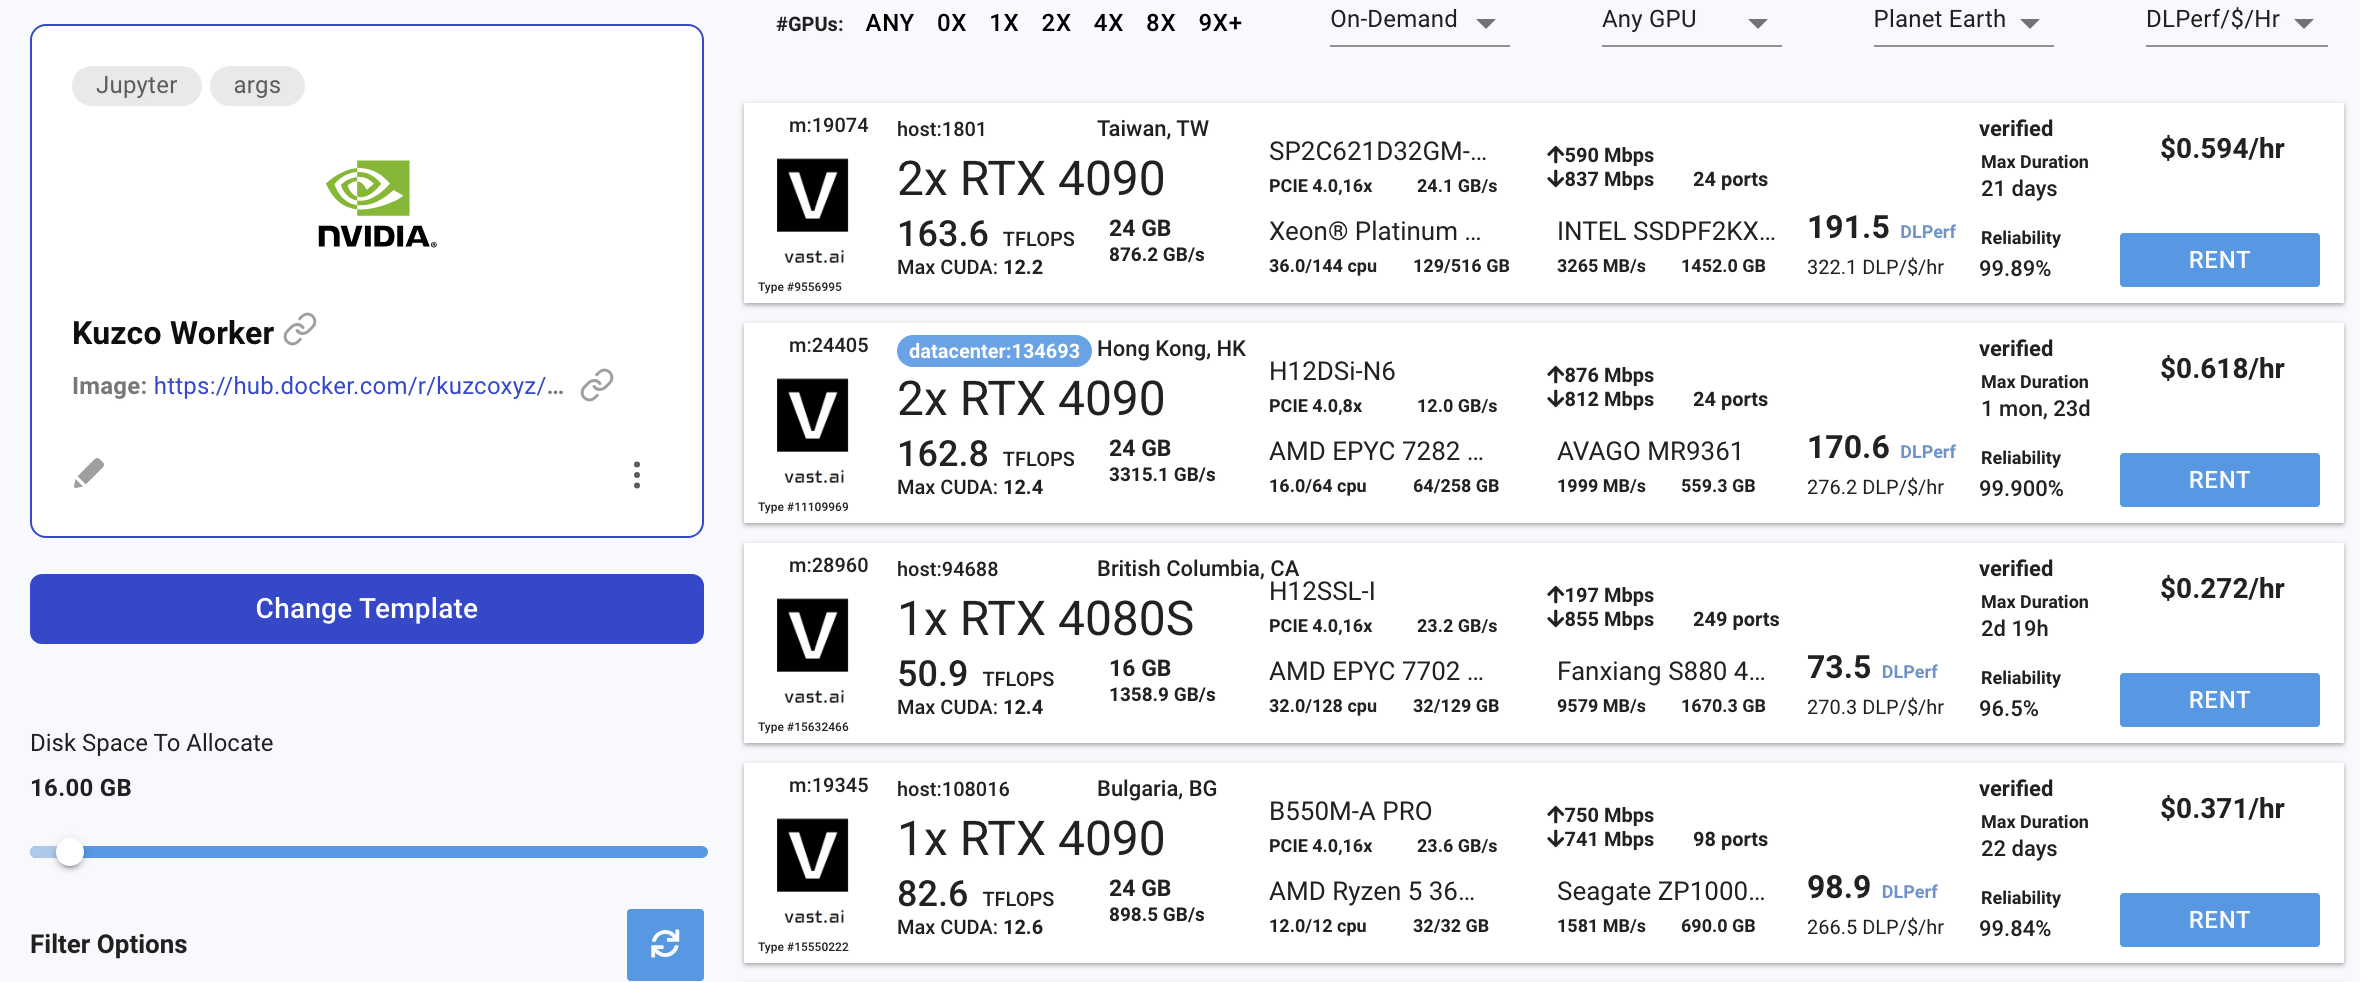 #GPUs: ANY 0X 1X 2X 4X 8X 9X+ On-Demand Any GPU Planet Earth DLPerf/$/Hr
Jupyter args
NVIDIA.
Kuzco Worker
Image: https://hub.docker.com/r/kuzcoxyz/...
Change Template
Disk Space To Allocate
16.00 GB
Filter Options
m:19074
V
vast.ai
Type #9556995
host:1801 Taiwan, TW
2x RTX 4090
163.6 TFLOPS
Max CUDA: 12.2
24 GB
876.2 GB/s
SP2C621D32GM-...
PCIE 4.0,16x 24.1 GB/s
Xeon® Platinum ...
36.0/144 cpu 129/516 GB
↑590 Mbps
↓837 Mbps 24 ports
INTEL SSDPF2KX...
3265 MB/s 1452.0 GB
191.5 DLPerf
322.1 DLP/$/hr
verified
Max Duration
21 days
Reliability
99.89%
$0.594/hr
RENT
m:24405
V
vast.ai
Type #11109969
datacenter:134693 Hong Kong, HK
2x RTX 4090
162.8 TFLOPS
Max CUDA: 12.4
24 GB
3315.1 GB/s
H12DSi-N6
PCIE 4.0,8x 12.0 GB/s
AMD EPYC 7282 ...
16.0/64 cpu 64/258 GB
↑876 Mbps
↓812 Mbps 24 ports
AVAGO MR9361
1999 MB/s 559.3 GB
170.6 DLPerf
276.2 DLP/$/hr
verified
Max Duration
1 mon, 23d
Reliability
99.900%
$0.618/hr
RENT
m:28960
V
vast.ai
Type #15632466
host:94688 British Columbia, CA
1x RTX 4080S
50.9 TFLOPS
Max CUDA: 12.4
16 GB
1358.9 GB/s
H12SSL-I
PCIE 4.0,16x 23.2 GB/s
AMD EPYC 7702 ...
32.0/128 cpu 32/129 GB
↑197 Mbps
↓855 Mbps 249 ports
Fanxiang S880 4...
9579 MB/s 1670.3 GB
73.5 DLPerf
270.3 DLP/$/hr
verified
Max Duration
2d 19h
Reliability
96.5%
$0.272/hr
RENT
m:19345
V
vast.ai
Type #15550222
host:108016 Bulgaria, BG
1x RTX 4090
82.6 TFLOPS
Max CUDA: 12.6
24 GB
898.5 GB/s
B550M-A PRO
PCIE 4.0,16x 23.6 GB/s
AMD Ryzen 5 36...
12.0/12 cpu 32/32 GB
↑750 Mbps
↓741 Mbps 98 ports
Seagate ZP1000...
1581 MB/s 690.0 GB
98.9 DLPerf
266.5 DLP/$/hr
verified
Max Duration
22 days
Reliability
99.84%
$0.371/hr
RENT